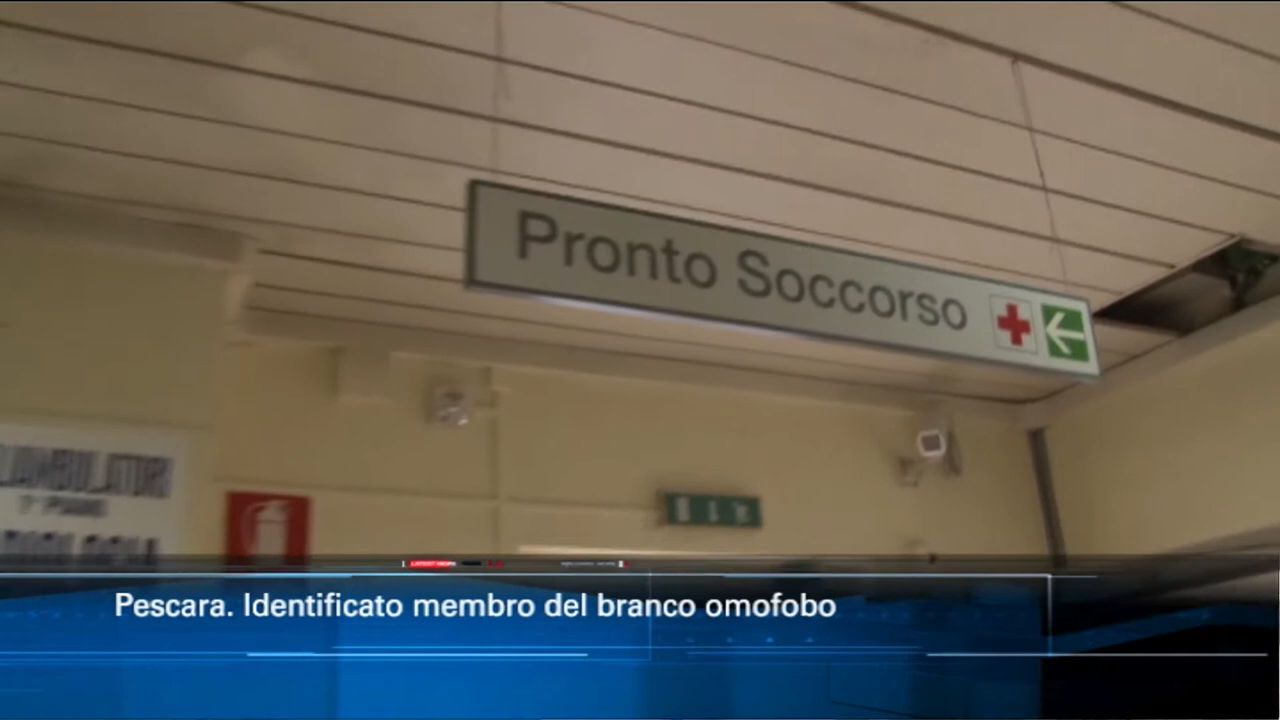 Pronto Soccorso
Pescara. Identificato membro del branco omofobo